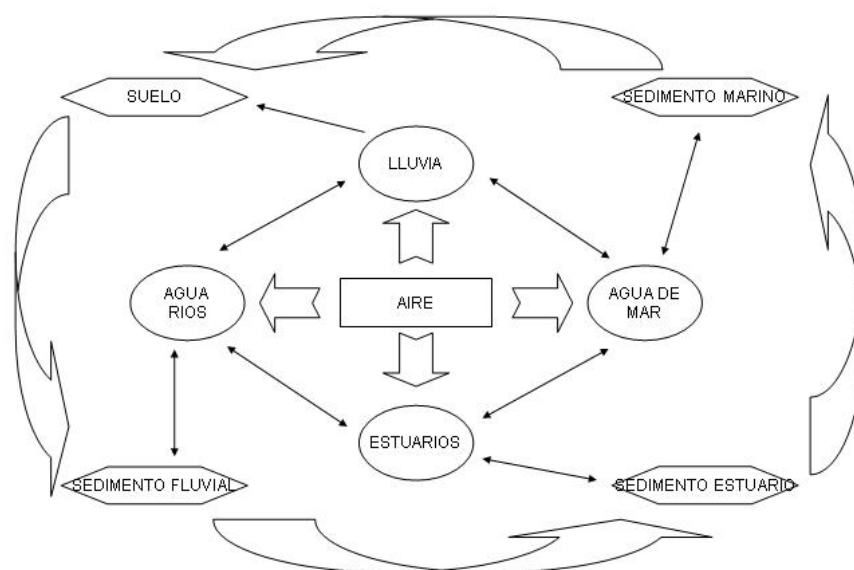 SUELO
SEDIMENTO MARINO
LLUVIA
AGUA
RIOS
AIRE
AGUA DE
MAR
ESTUARIOS
SEDIMENTO FLUVIAL
SEDIMENTO ESTUARIO